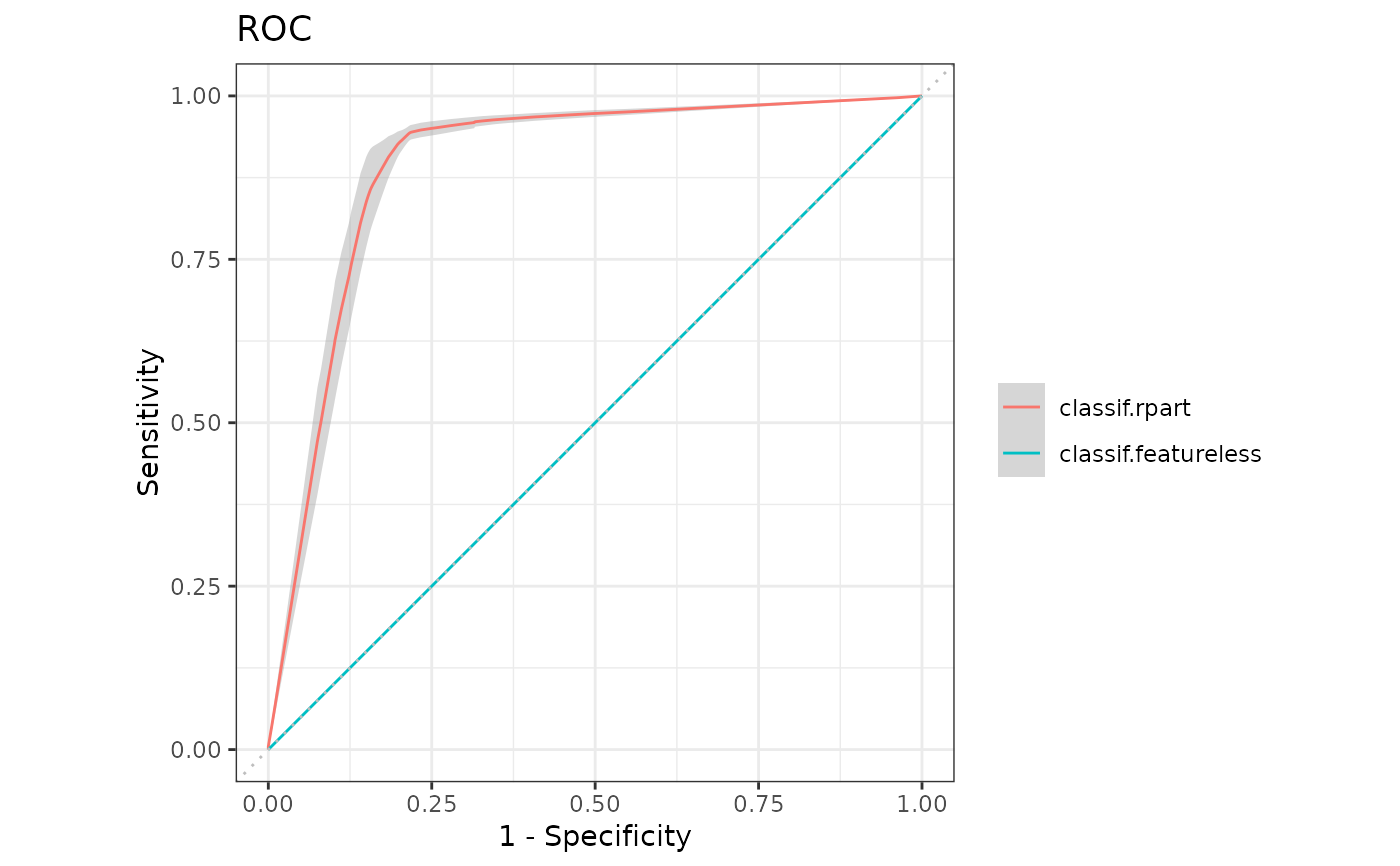 ROC
1.00
0.75
0.50
0.25
0.00
Sensitivity
0.00 0.25 0.50 0.75 1.00
1 - Specificity
classif.rpart
classif.featureless